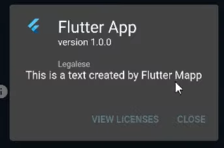 Flutter App
version 1.0.0
Legalese
This is a text created by Flutter Mapp
VIEW LICENSES CLOSE